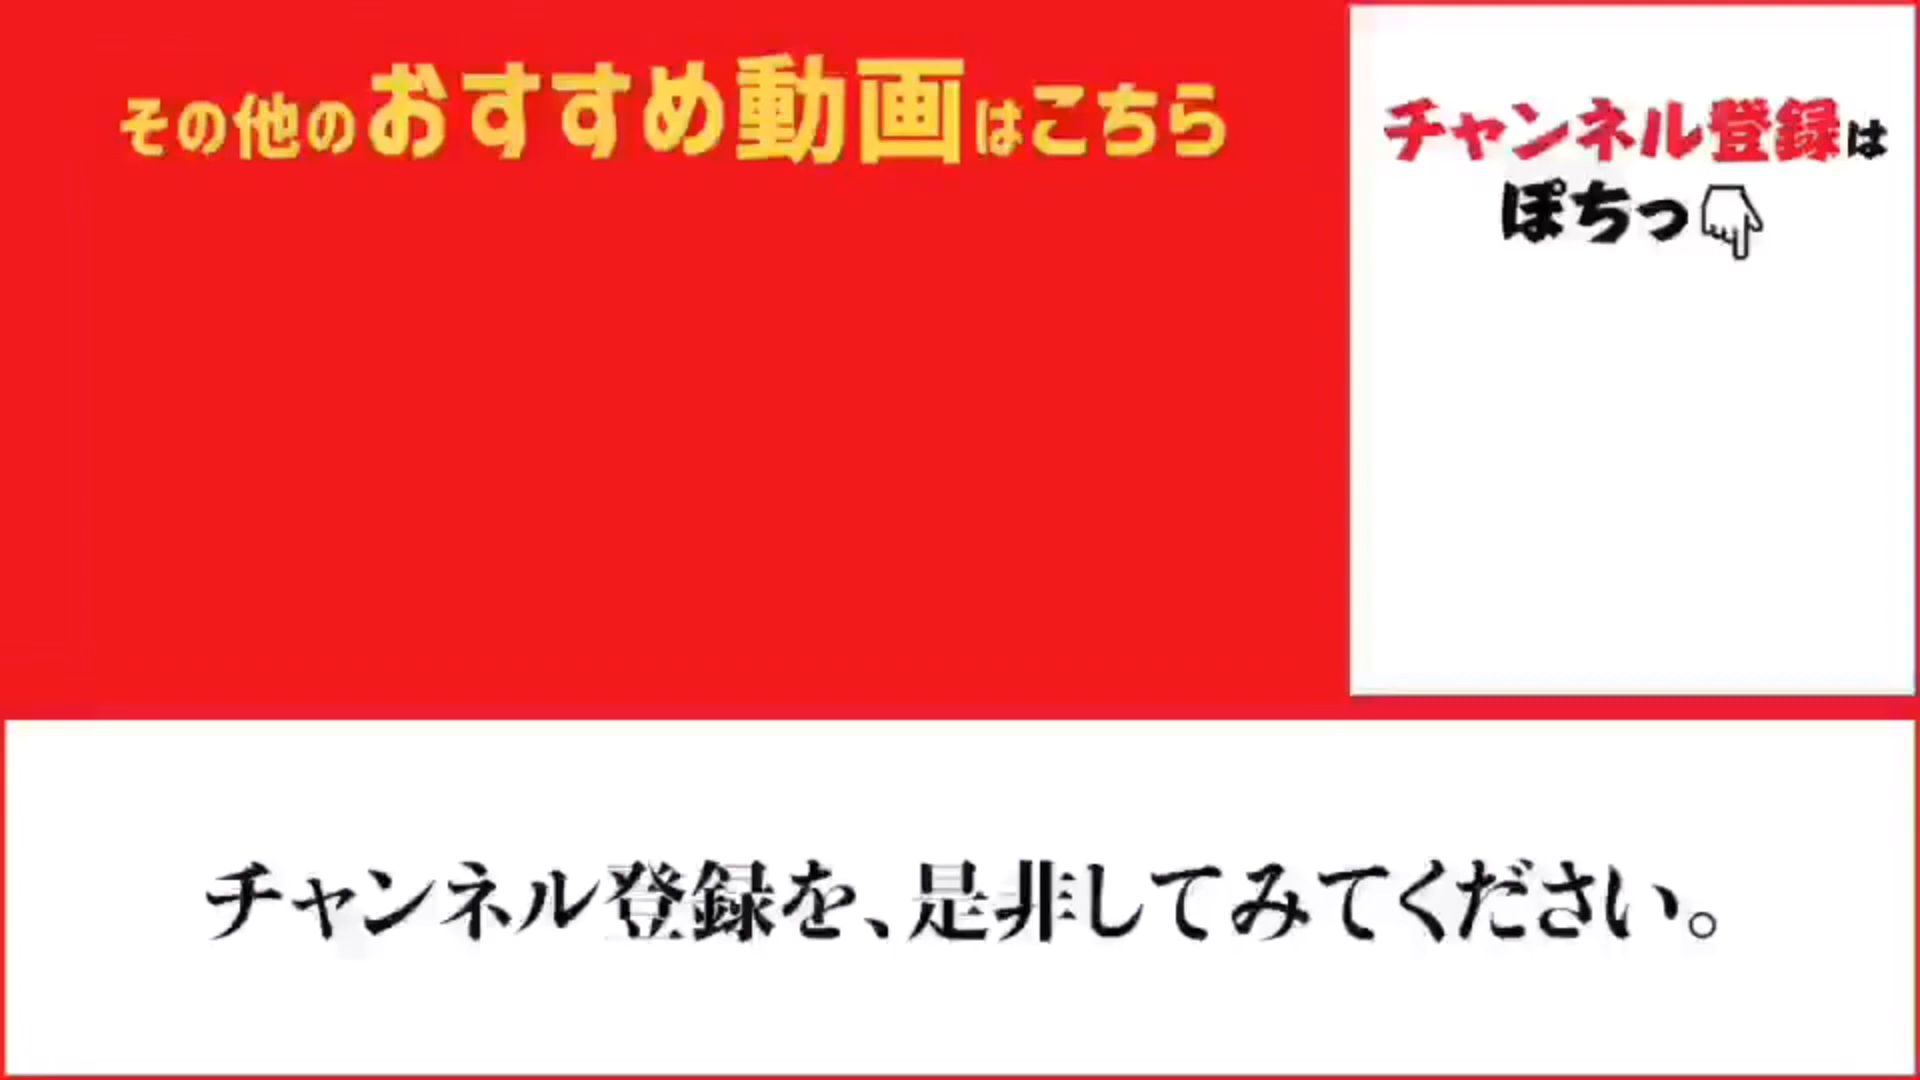 その他のおすすめ動画はこちら
チャンネル登録は
ぽちっ
チャンネル登録を、是非してみてください。